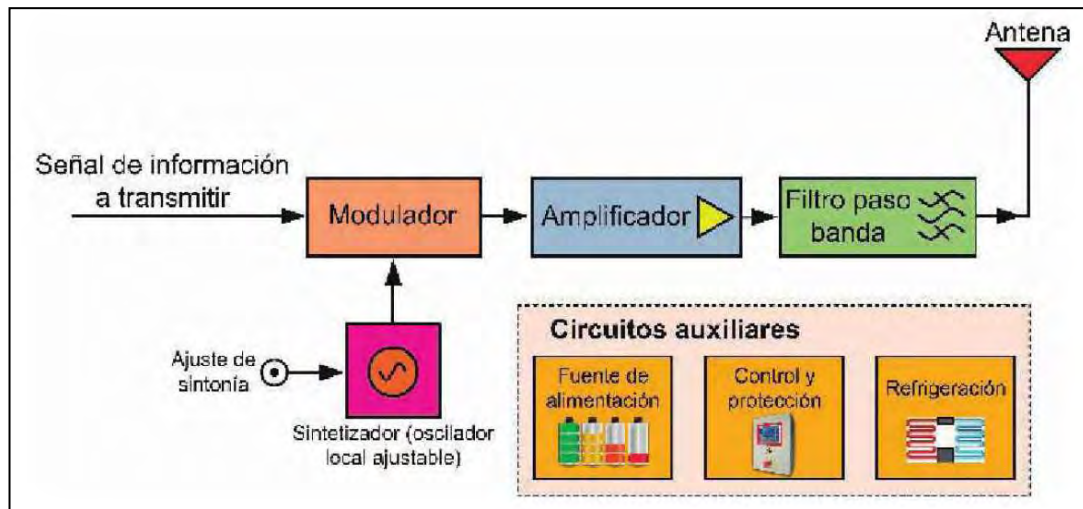 Antena
Señal de información
a transmitir
Modulador
Amplificador
Filtro paso
banda
Ajuste de
sintonía
Sintetizador (oscilador
local ajustable)
Circuitos auxiliares
Fuente de
alimentación
Control y
protección
Refrigeración